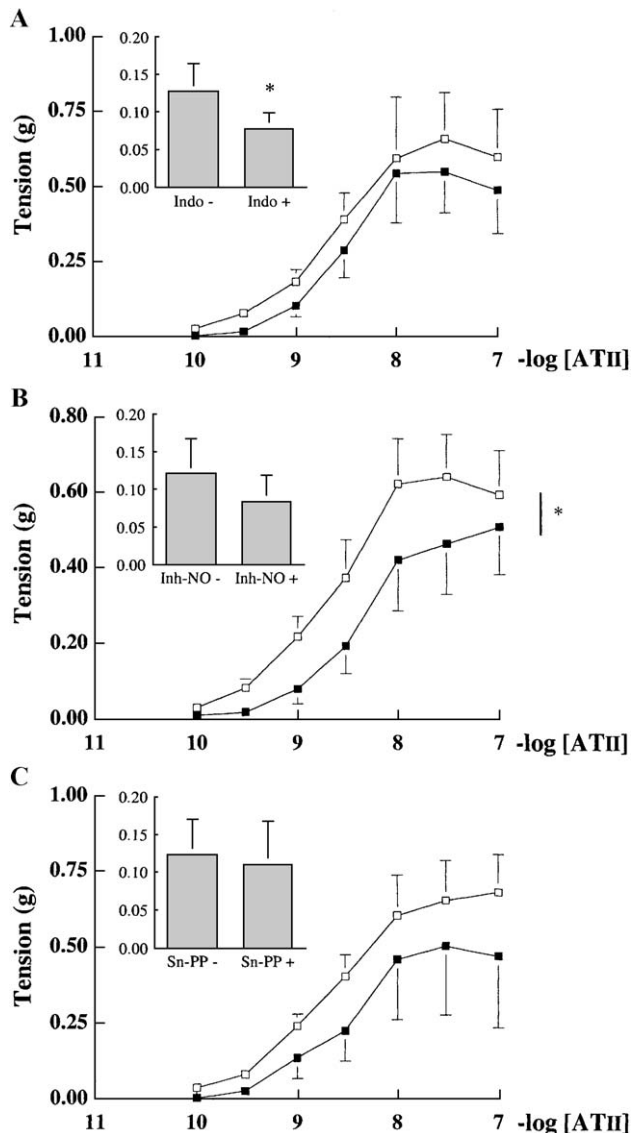 A
Tension (g)
1.00
0.75
0.50
0.25
0.00
0.20
0.15
0.10
0.05
0.00
*
Indo - Indo +
11 10 9 8 7 -log [ATII]
B
Tension (g)
0.80
0.60
0.40
0.20
0.00
0.20
0.15
0.10
0.05
0.00
Inh-NO - Inh-NO +
*
11 10 9 8 7 -log [ATII]
C
Tension (g)
1.00
0.75
0.50
0.25
0.00
0.20
0.15
0.10
0.05
0.00
Sn-PP - Sn-PP +
11 10 9 8 7 -log [ATII]